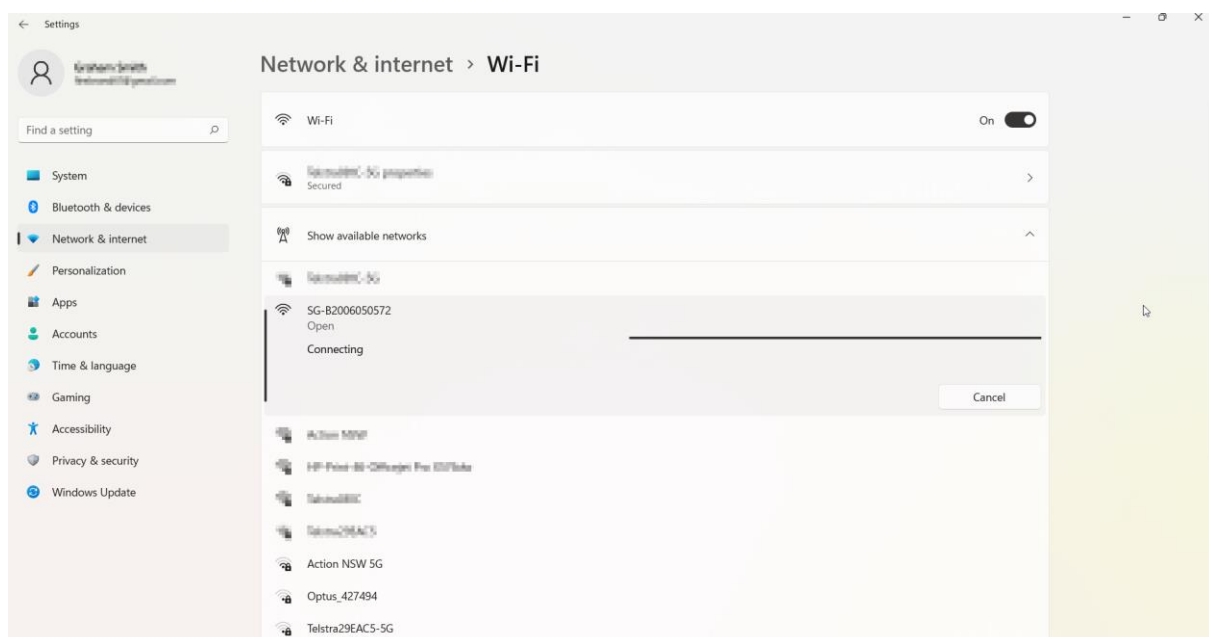 Settings
Network & internet > Wi-Fi
Find a setting
System
Bluetooth & devices
Network & internet
Personalization
Apps
Accounts
Time & language
Gaming
Accessibility
Privacy & security
Windows Update
Wi-Fi
On
Secured
Show available networks
SG-B2006050572
Open
Connecting
Cancel
Action NSW 5G
Optus_427494
Telstra29EAC5-5G